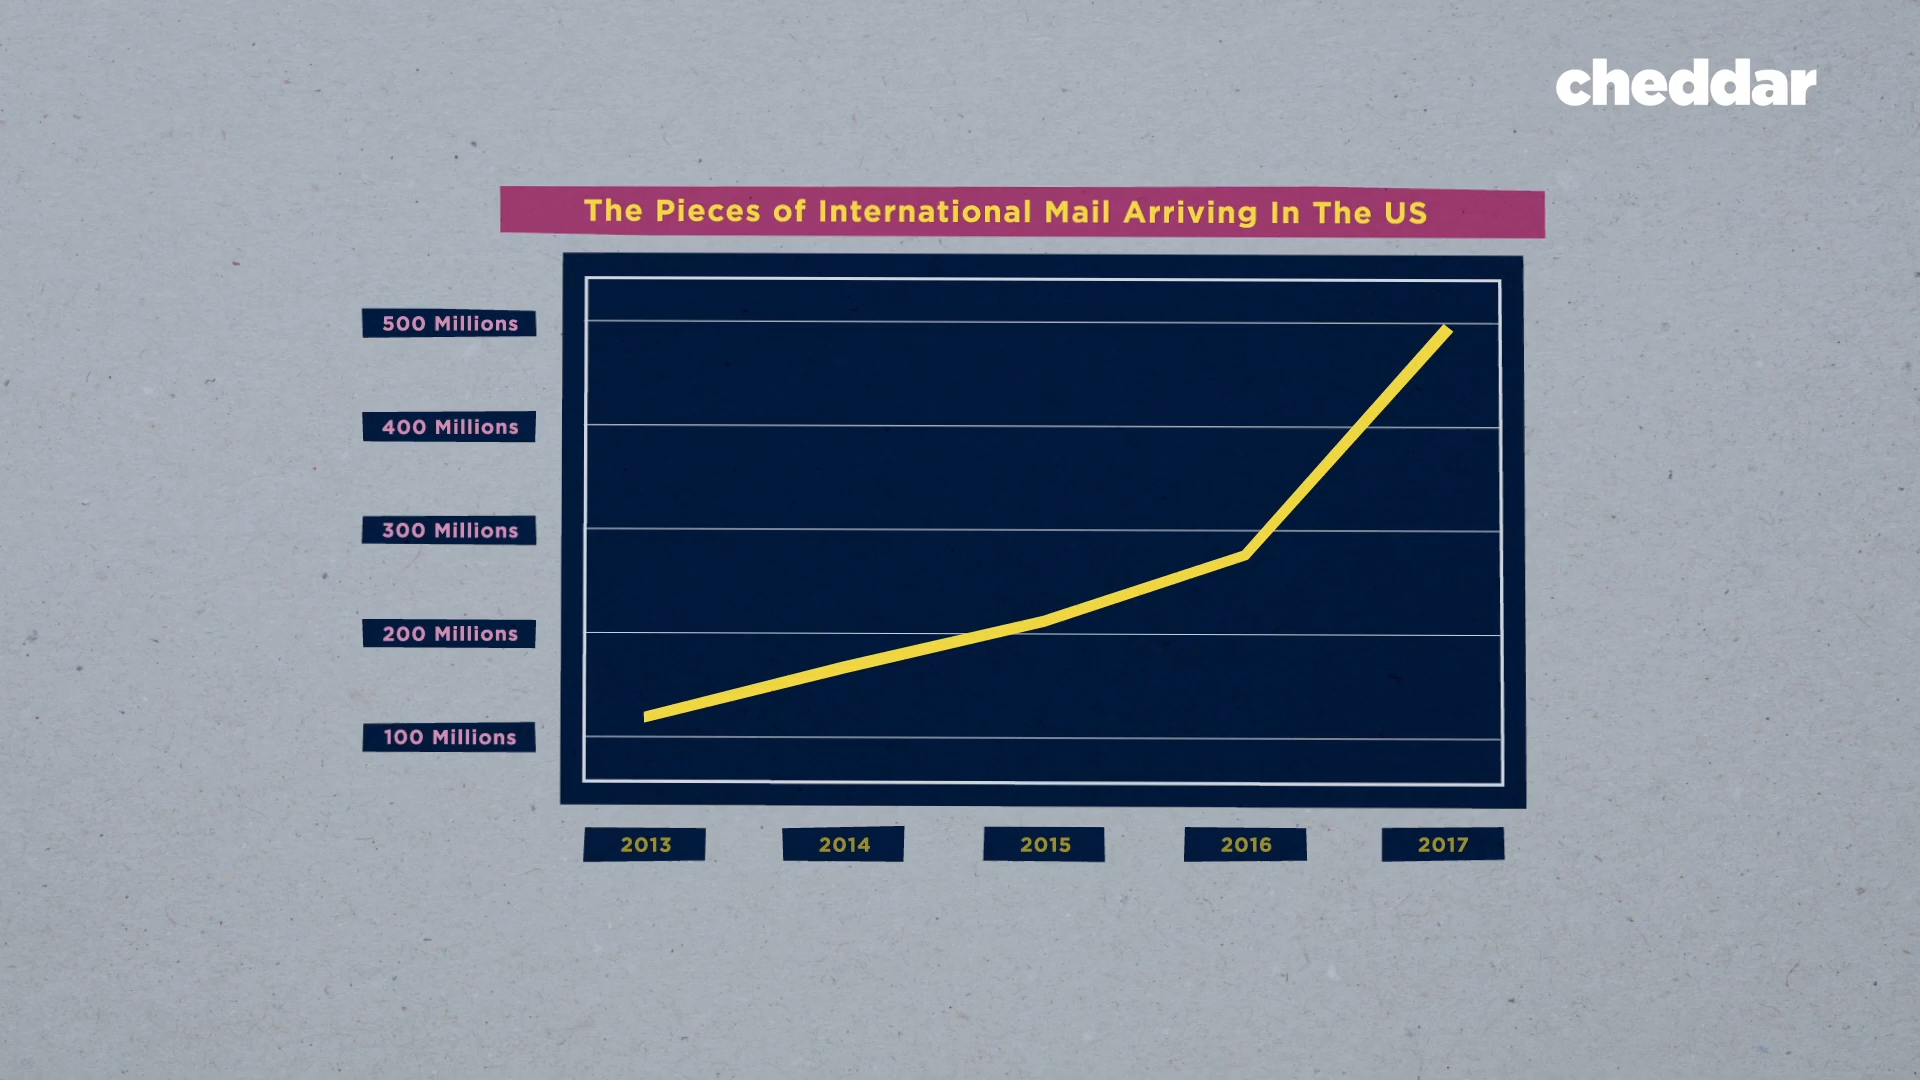 cheddar
The Pieces of International Mail Arriving In The US
500 Millions
400 Millions
300 Millions
200 Millions
100 Millions
2013 2014 2015 2016 2017